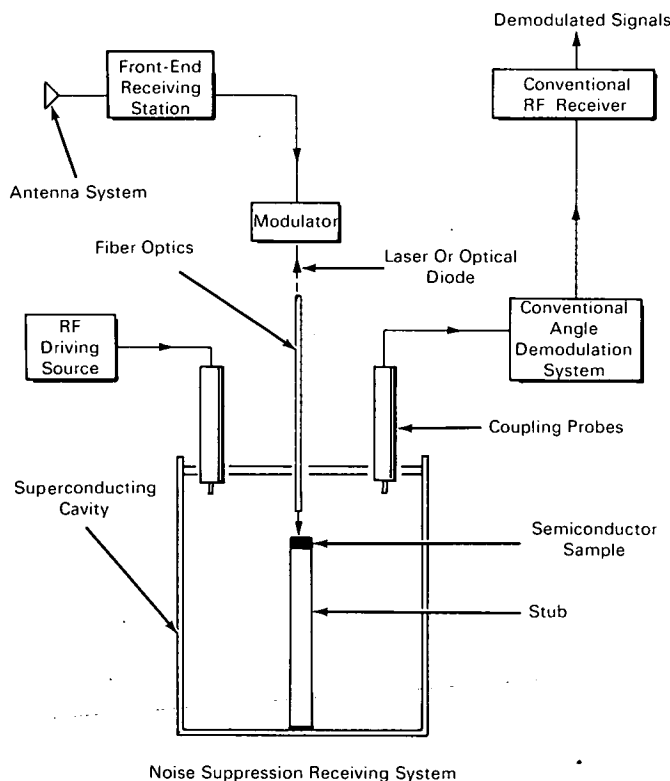 Demodulated Signals
Front-End
Receiving
Station
Conventional
RF Receiver
Antenna System
Modulator
Fiber Optics
Laser Or Optical
Diode
RF
Driving
Source
Conventional
Angle
Demodulation
System
Coupling Probes
Superconducting
Cavity
Semiconductor
Sample
Stub
Noise Suppression Receiving System